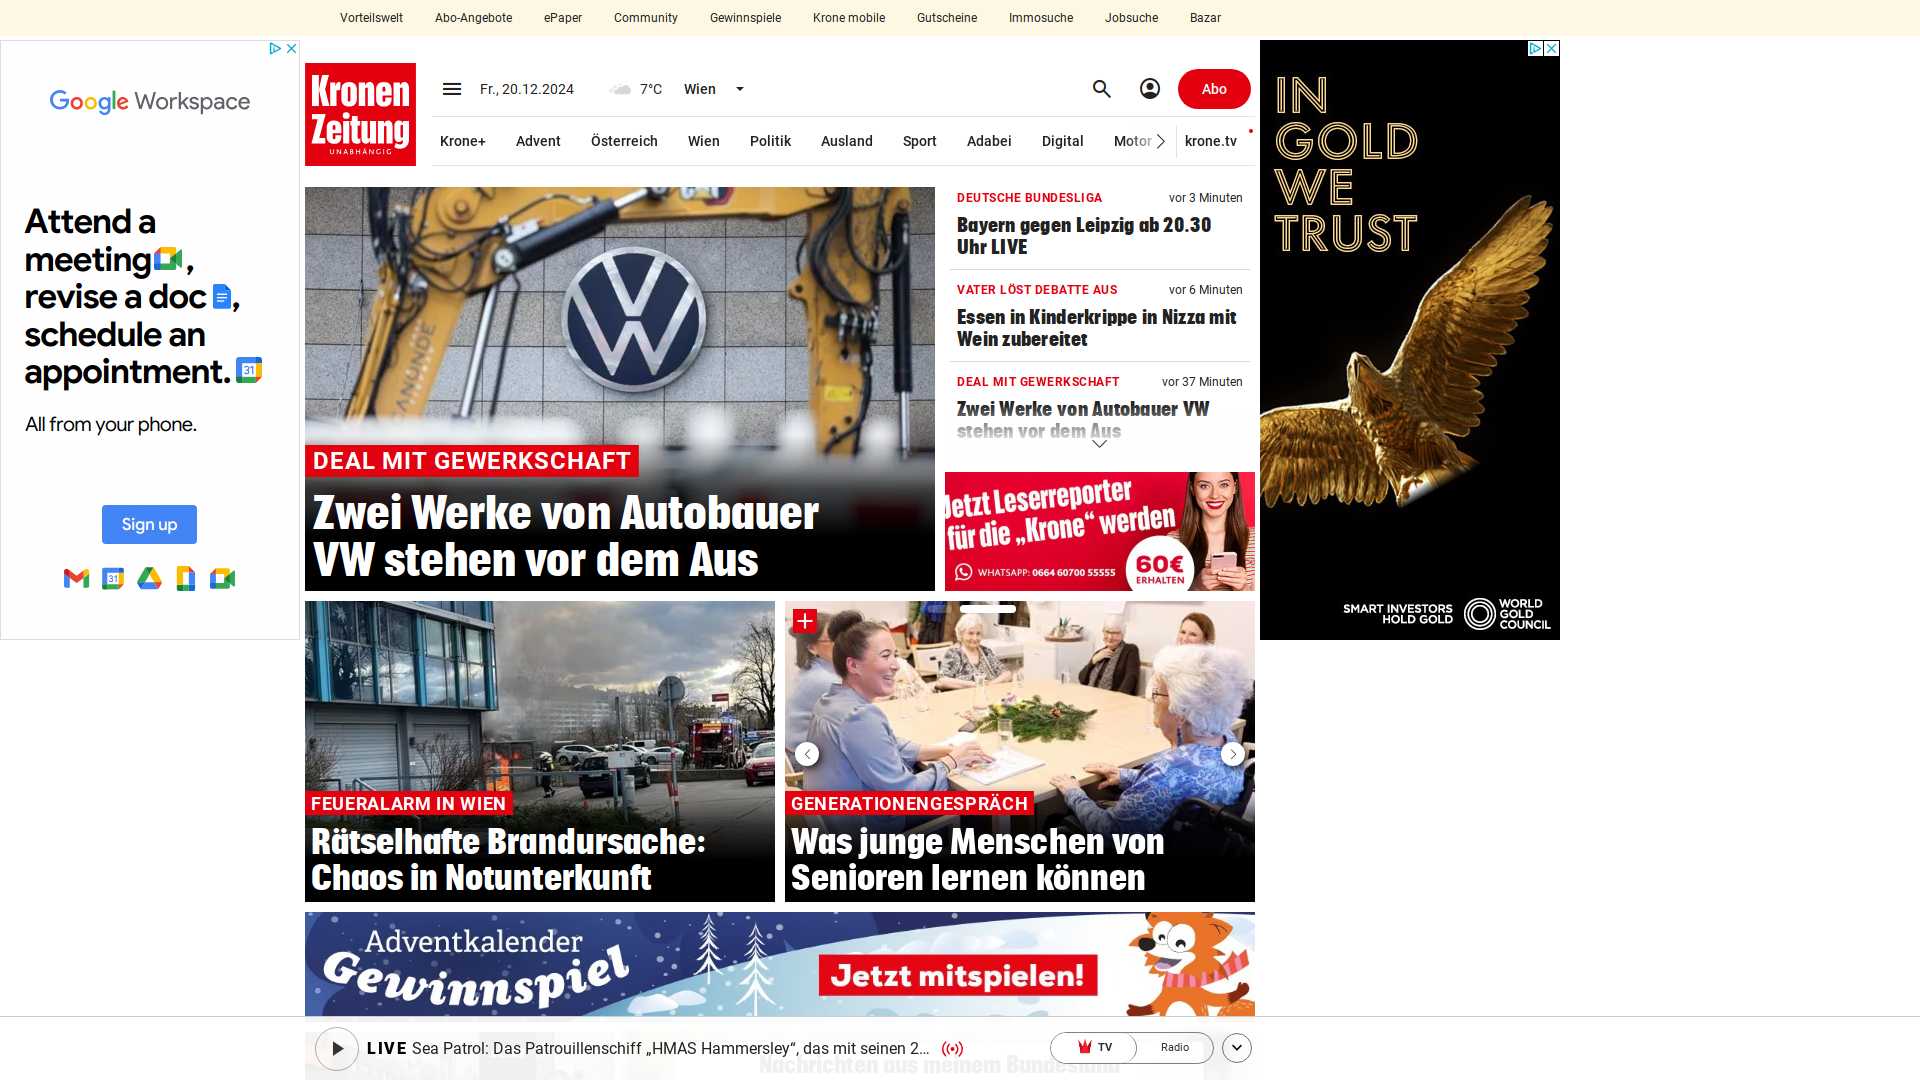 Vorteilswelt Abo-Angebote ePaper Community Gewinnspiele Krone mobile Gutscheine Immosuche Jobsuche Bazar
Google Workspace
Attend a
meeting,
revise a doc,
schedule an
appointment.
31
All from your phone.
Sign up
31
Kronen
Zeitung
UNABHÄNGIG
Fr., 20.12.2024
7°C
Wien
Abo
Krone+ Advent Österreich Wien Politik Ausland Sport Adabei Digital Motor krone.tv
DEAL MIT GEWERKSCHAFT
Zwei Werke von Autobauer
VW stehen vor dem Aus
DEUTSCHE BUNDESLIGA vor 3 Minuten
Bayern gegen Leipzig ab 20.30
Uhr LIVE
VATER LÖST DEBATTE AUS vor 6 Minuten
Essen in Kinderkrippe in Nizza mit
Wein zubereitet
DEAL MIT GEWERKSCHAFT vor 37 Minuten
Zwei Werke von Autobauer VW
stehen vor dem Aus
Jetzt Leserreporter
für die „Krone“ werden
WHATSAPP: 0664 60700 55555
60€
ERHALTEN
IN
GOLD
WE
TRUST
SMART INVESTORS
HOLD GOLD
WORLD
GOLD
COUNCIL
FEUERALARM IN WIEN
Rätselhafte Brandursache:
Chaos in Notunterkunft
GENERATIONENGESPRÄCH
Was junge Menschen von
Senioren lernen können
Adventkalender
Gewinnspiel
Jetzt mitspielen!
LIVE Sea Patrol: Das Patrouillenschiff „HMAS Hammersley“, das mit seinen 2...
TV
Radio
Nachrichten aus meinem Bundesland